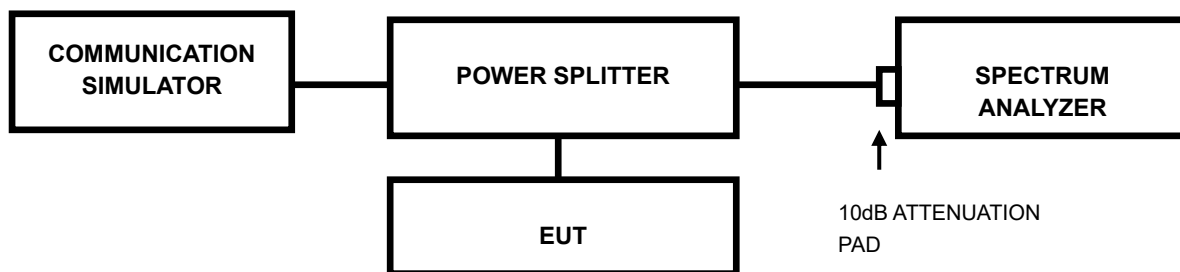 COMMUNICATION
SIMULATOR
POWER SPLITTER
SPECTRUM
ANALYZER
EUT
10dB ATTENUATION
PAD